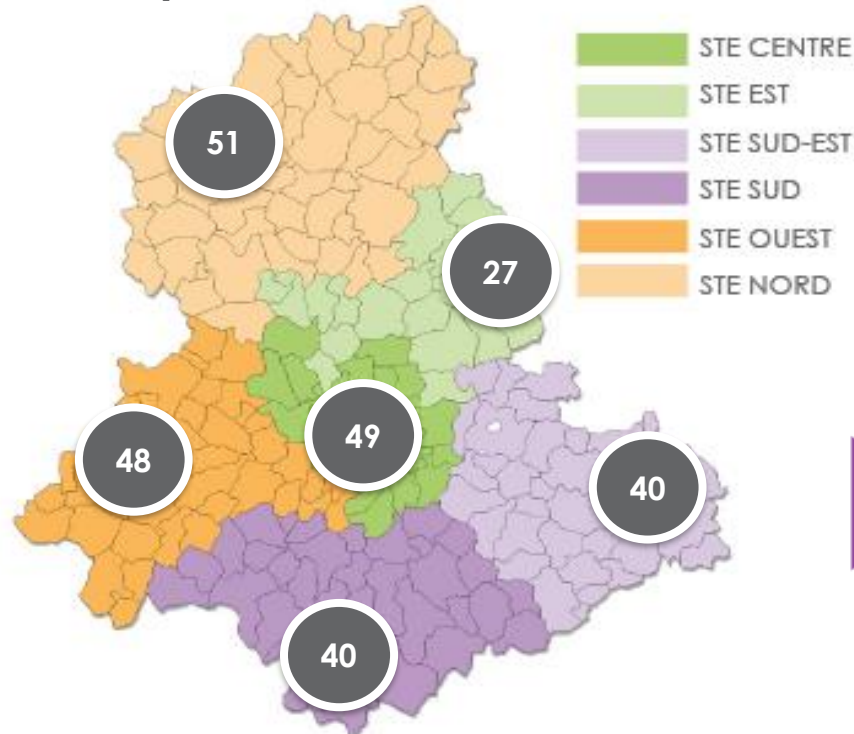 STE CENTRE
STE EST
STE SUD-EST
STE SUD
STE OUEST
STE NORD
51
27
49
48
40
40